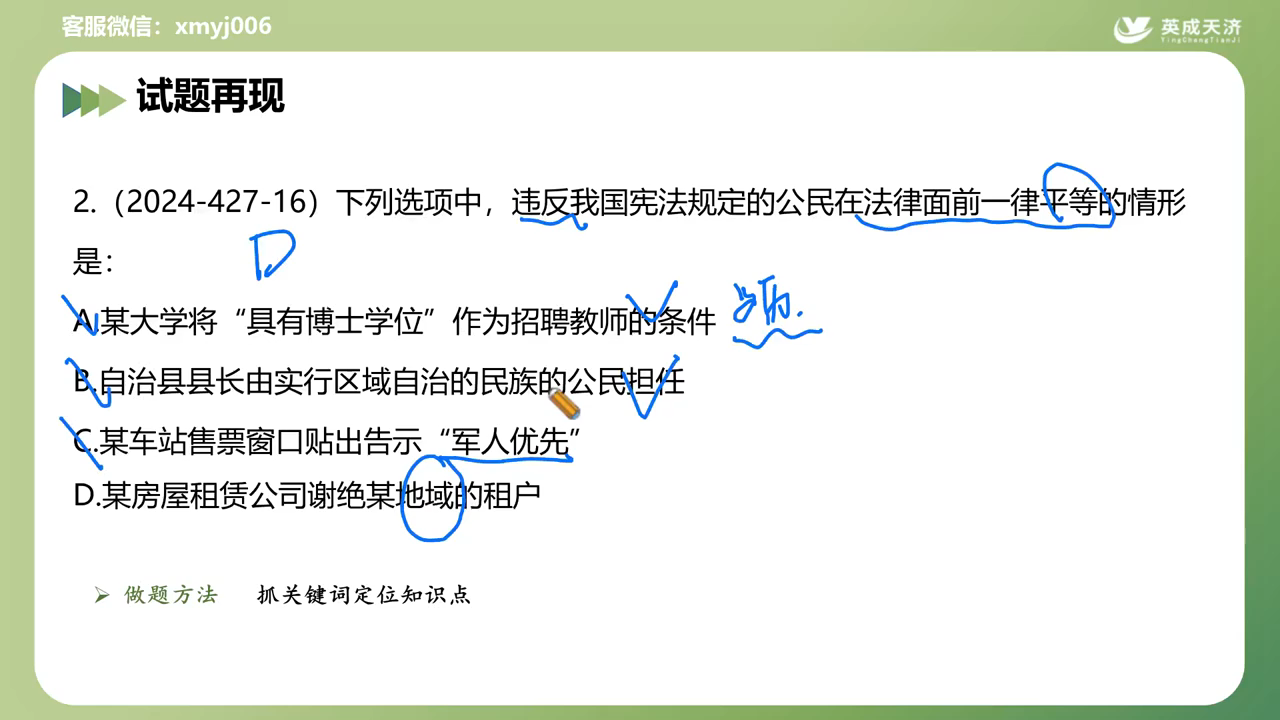 客服微信：xmyj006
英成天济
YingChengTianJi
试题再现
2.（2024-427-16）下列选项中，违反我国宪法规定的公民在法律面前一律平等的情形
是：
D
A.某大学将“具有博士学位”作为招聘教师的条件
B.自治县县长由实行区域自治的民族的公民担任
C.某车站售票窗口贴出告示“军人优先”
D.某房屋租赁公司谢绝某地域的租户
做题方法 抓关键词定位知识点